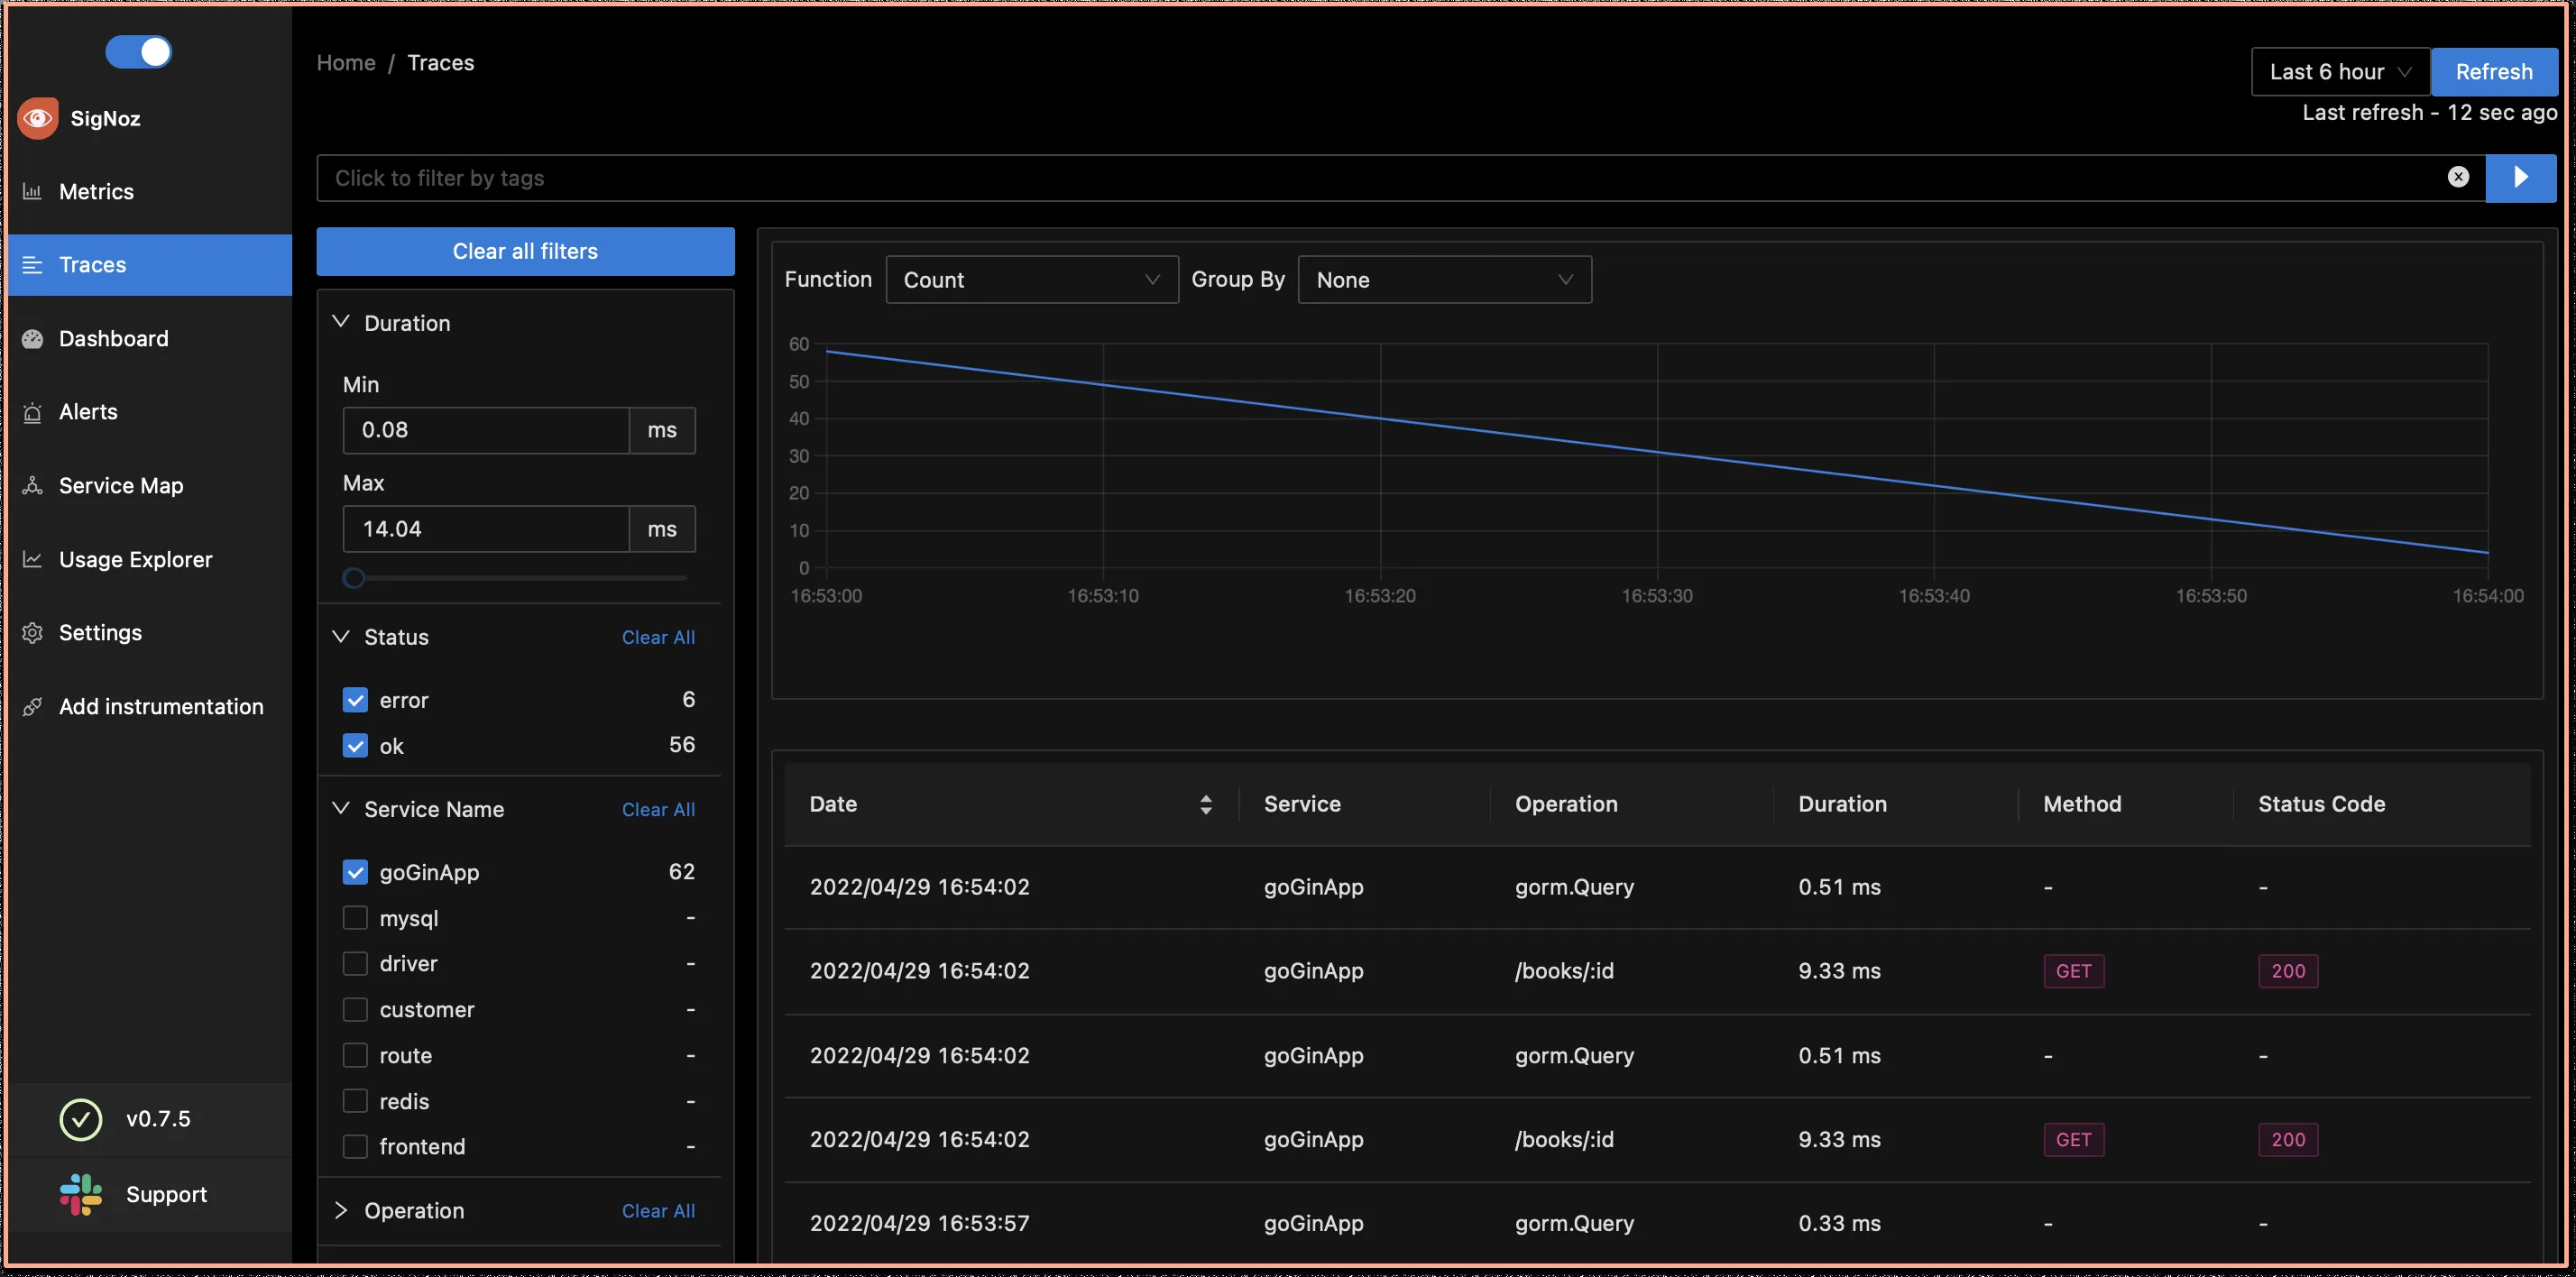 Home / Traces
Last 6 hour
Refresh
Last refresh - 12 sec ago
SigNoz
Metrics
Traces
Dashboard
Alerts
Service Map
Usage Explorer
Settings
Add instrumentation
v0.7.5
Support
Click to filter by tags
Clear all filters
Duration
Min
0.08 ms
Max
14.04 ms
Status Clear All
error 6
ok 56
Service Name Clear All
goGinApp 62
mysql -
driver -
customer -
route -
redis -
frontend -
Operation Clear All
Function Count Group By None
60
50
40
30
20
10
0
16:53:00 16:53:10 16:53:20 16:53:30 16:53:40 16:53:50 16:54:00
Date Service Operation Duration Method Status Code
2022/04/29 16:54:02 goGinApp gorm.Query 0.51 ms - -
2022/04/29 16:54:02 goGinApp /books/:id 9.33 ms GET 200
2022/04/29 16:54:02 goGinApp gorm.Query 0.51 ms - -
2022/04/29 16:54:02 goGinApp /books/:id 9.33 ms GET 200
2022/04/29 16:53:57 goGinApp gorm.Query 0.33 ms - -